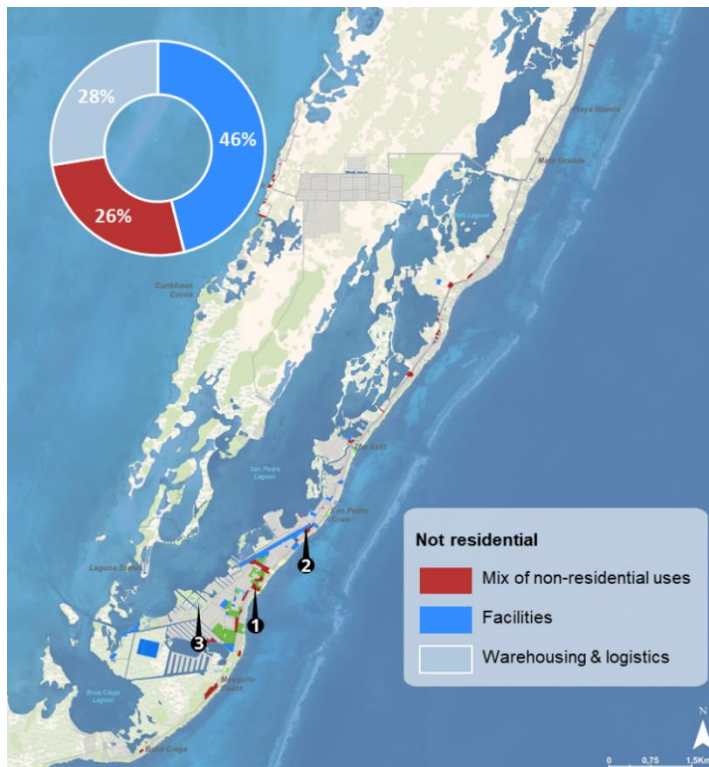 28%
46%
26%
Playa Blanca
Mata Grande
Caribbean
Coves
The Spot
San Pedro
Lagoon
San Pedro
Town
2
Laguna
1
3
Mosquito
Coast
Boca Ciega
Lagoon
Boca Ciega
Not residential
Mix of non-residential uses
Facilities
Warehousing & logistics
N
0 0,75 1,5Km